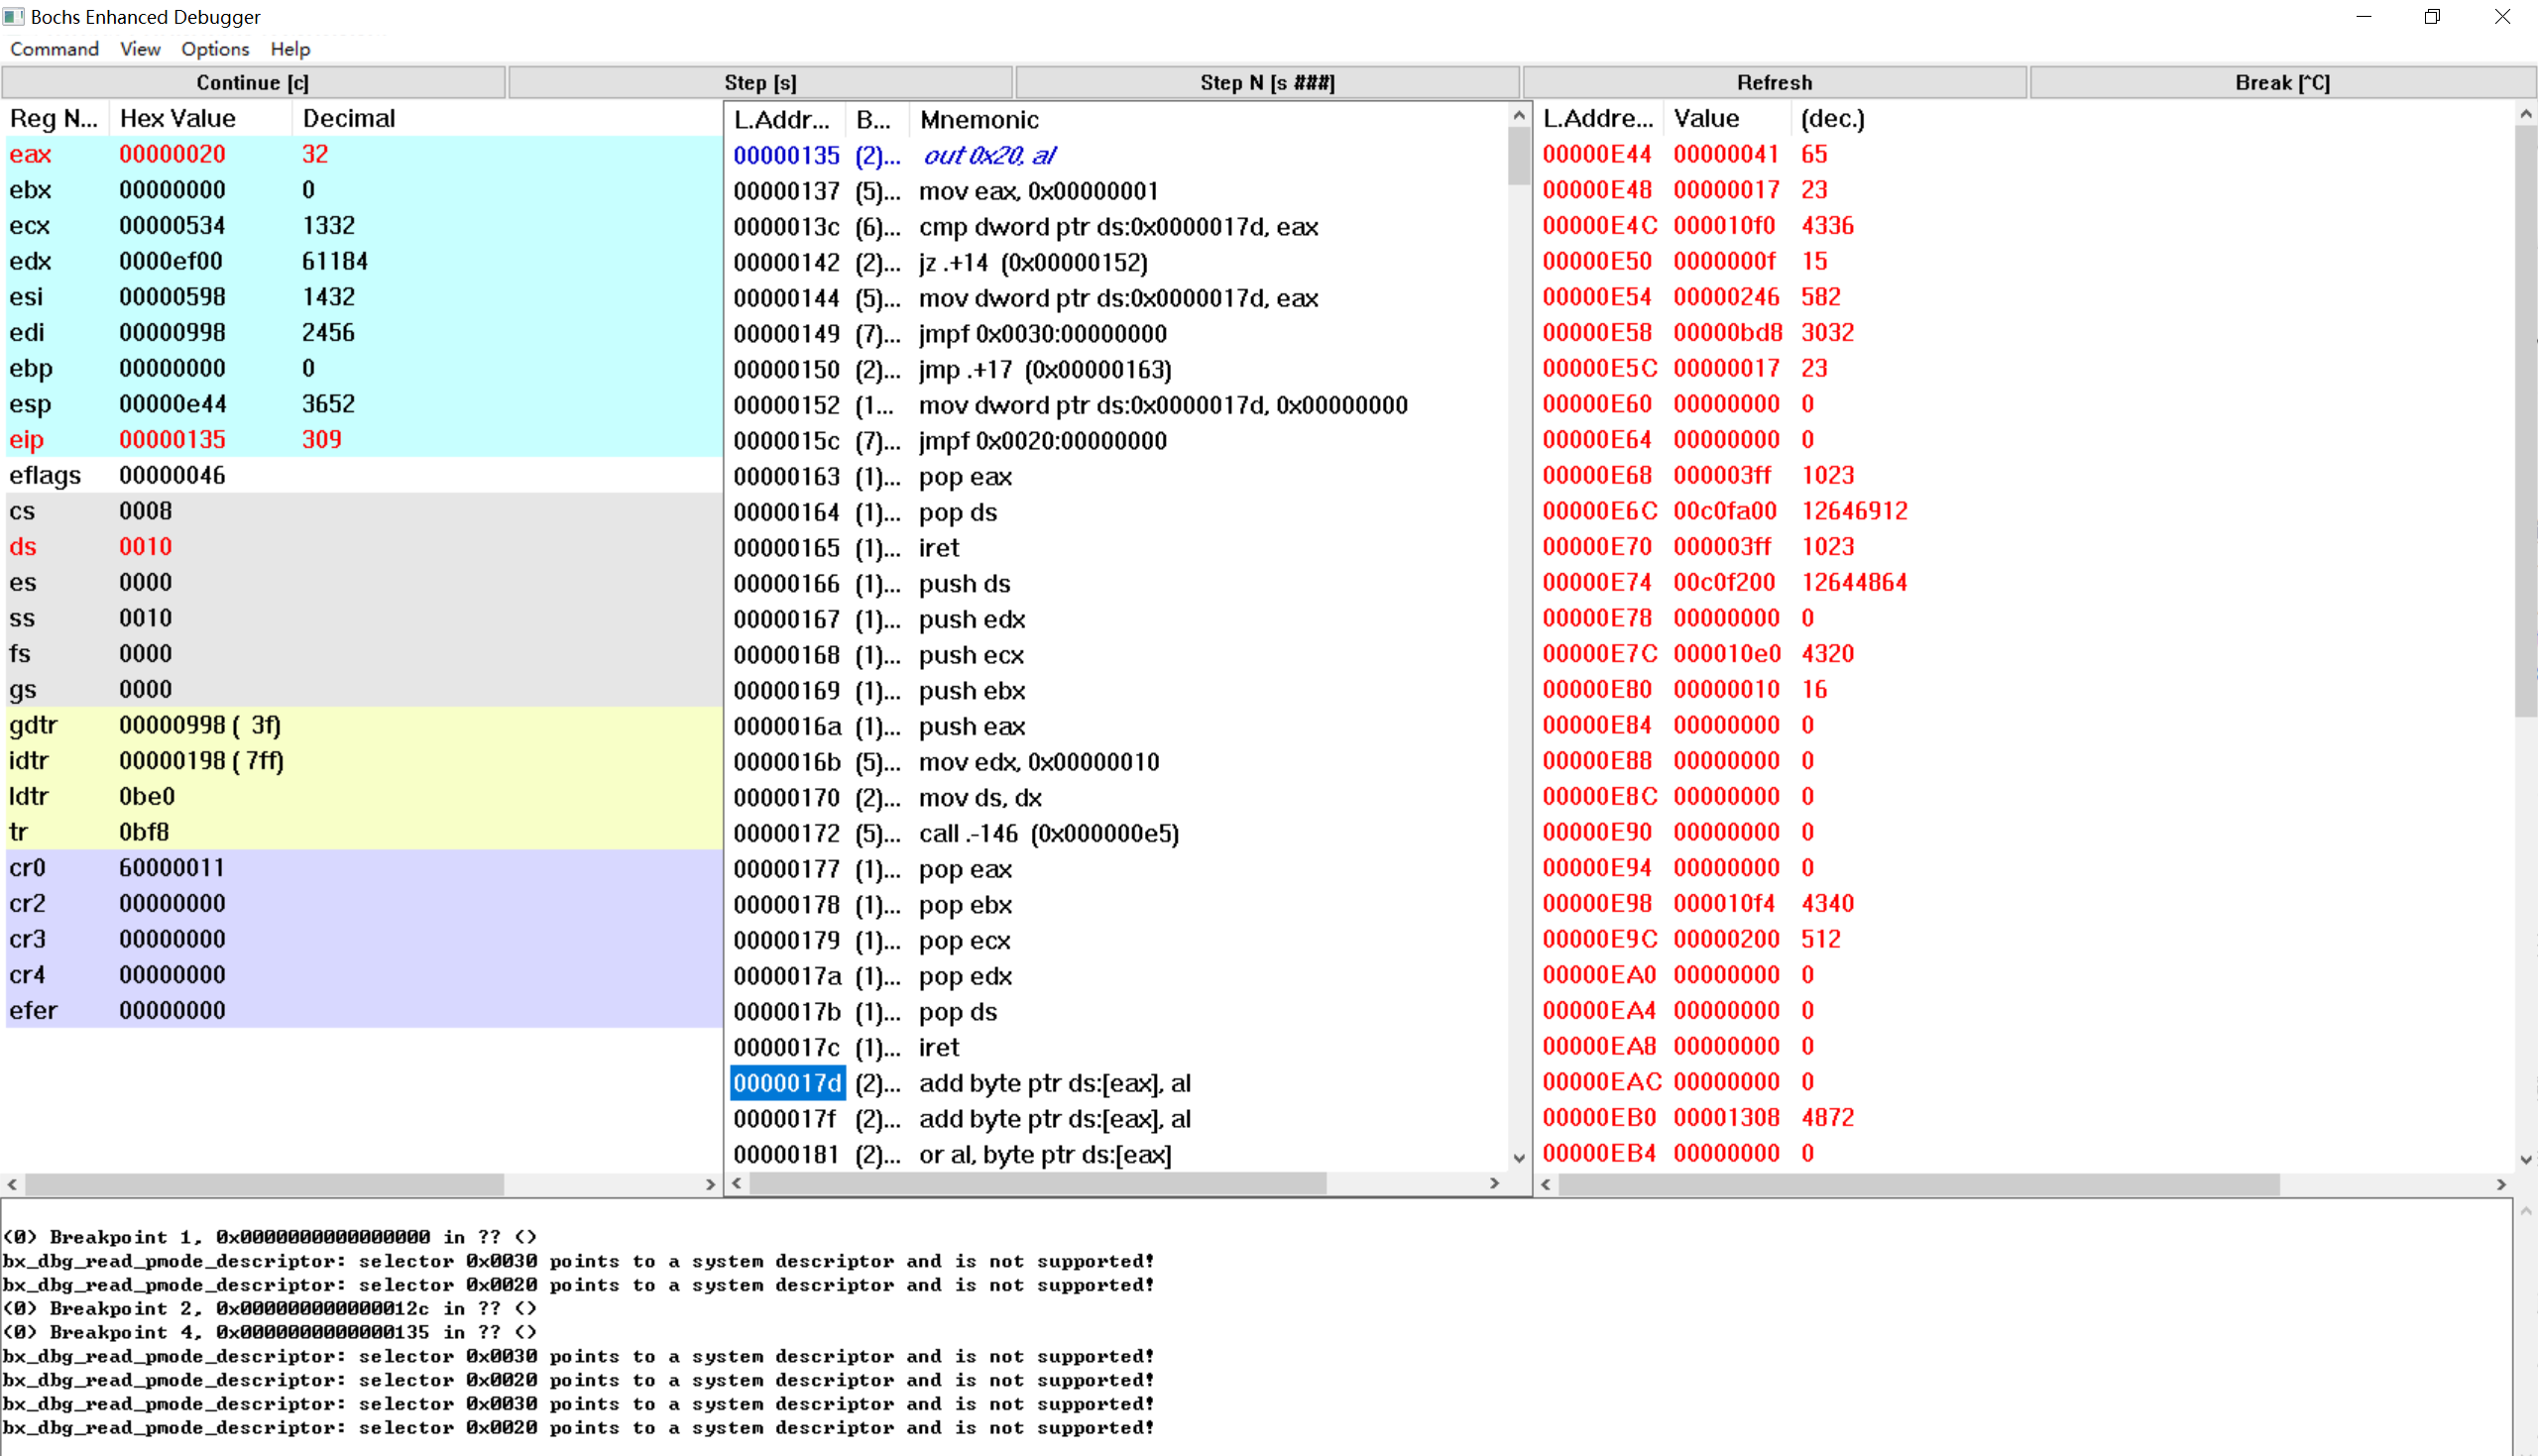 Bochs Enhanced Debugger
Command View Options Help
Continue [c] Step [s] Step N [s ###] Refresh Break [^C]
Reg N... Hex Value Decimal
eax 00000020 32
ebx 00000000 0
ecx 00000534 1332
edx 0000ef00 61184
esi 00000598 1432
edi 00000998 2456
ebp 00000000 0
esp 00000e44 3652
eip 00000135 309
eflags 00000046
cs 0008
ds 0010
es 0000
ss 0010
fs 0000
gs 0000
gdtr 00000998 ( 3f)
idtr 00000198 ( 7ff)
ldtr 0be0
tr 0bf8
cr0 60000011
cr2 00000000
cr3 00000000
cr4 00000000
efer 00000000
L.Addr... B... Mnemonic
00000135 (2)... out 0x20, al
00000137 (5)... mov eax, 0x00000001
0000013c (6)... cmp dword ptr ds:0x0000017d, eax
00000142 (2)... jz .+14 (0x00000152)
00000144 (5)... mov dword ptr ds:0x0000017d, eax
00000149 (7)... jmpf 0x0030:00000000
00000150 (2)... jmp .+17 (0x00000163)
00000152 (1... mov dword ptr ds:0x0000017d, 0x00000000
0000015c (7)... jmpf 0x0020:00000000
00000163 (1)... pop eax
00000164 (1)... pop ds
00000165 (1)... iret
00000166 (1)... push ds
00000167 (1)... push edx
00000168 (1)... push ecx
00000169 (1)... push ebx
0000016a (1)... push eax
0000016b (5)... mov edx, 0x00000010
00000170 (2)... mov ds, dx
00000172 (5)... call .-146 (0x000000e5)
00000177 (1)... pop eax
00000178 (1)... pop ebx
00000179 (1)... pop ecx
0000017a (1)... pop edx
0000017b (1)... pop ds
0000017c (1)... iret
0000017d (2)... add byte ptr ds:[eax], al
0000017f (2)... add byte ptr ds:[eax], al
00000181 (2)... or al, byte ptr ds:[eax]
L.Addre... Value (dec.)
00000E44 00000041 65
00000E48 00000017 23
00000E4C 000010f0 4336
00000E50 0000000f 15
00000E54 00000246 582
00000E58 00000bd8 3032
00000E5C 00000017 23
00000E60 00000000 0
00000E64 00000000 0
00000E68 000003ff 1023
00000E6C 00c0fa00 12646912
00000E70 000003ff 1023
00000E74 00c0f200 12644864
00000E78 00000000 0
00000E7C 000010e0 4320
00000E80 00000010 16
00000E84 00000000 0
00000E88 00000000 0
00000E8C 00000000 0
00000E90 00000000 0
00000E94 00000000 0
00000E98 000010f4 4340
00000E9C 00000200 512
00000EA0 00000000 0
00000EA4 00000000 0
00000EA8 00000000 0
00000EAC 00000000 0
00000EB0 00001308 4872
00000EB4 00000000 0
(0) Breakpoint 1, 0x0000000000000000 in ?? ()
bx_dbg_read_pmode_descriptor: selector 0x0030 points to a system descriptor and is not supported!
bx_dbg_read_pmode_descriptor: selector 0x0020 points to a system descriptor and is not supported!
(0) Breakpoint 2, 0x000000000000012c in ?? ()
(0) Breakpoint 4, 0x0000000000000135 in ?? ()
bx_dbg_read_pmode_descriptor: selector 0x0030 points to a system descriptor and is not supported!
bx_dbg_read_pmode_descriptor: selector 0x0020 points to a system descriptor and is not supported!
bx_dbg_read_pmode_descriptor: selector 0x0030 points to a system descriptor and is not supported!
bx_dbg_read_pmode_descriptor: selector 0x0020 points to a system descriptor and is not supported!